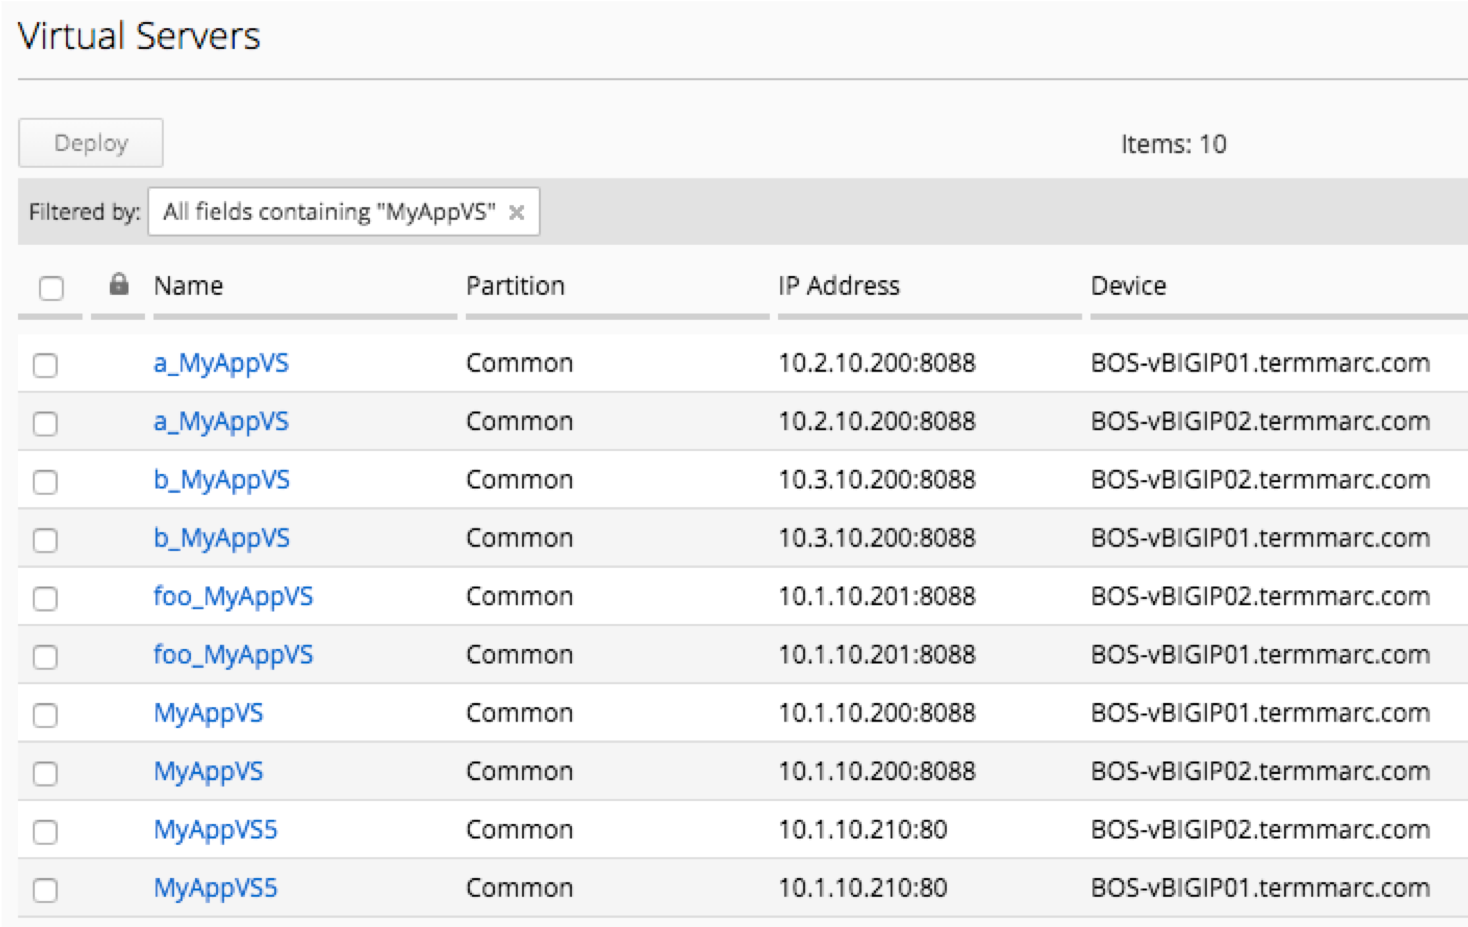 Virtual Servers
Deploy Items: 10
Filtered by: All fields containing "MyAppVS" ×
Name Partition IP Address Device
a_MyAppVS Common 10.2.10.200:8088 BOS-vBIGIP01.termmarc.com
a_MyAppVS Common 10.2.10.200:8088 BOS-vBIGIP02.termmarc.com
b_MyAppVS Common 10.3.10.200:8088 BOS-vBIGIP02.termmarc.com
b_MyAppVS Common 10.3.10.200:8088 BOS-vBIGIP01.termmarc.com
foo_MyAppVS Common 10.1.10.201:8088 BOS-vBIGIP02.termmarc.com
foo_MyAppVS Common 10.1.10.201:8088 BOS-vBIGIP01.termmarc.com
MyAppVS Common 10.1.10.200:8088 BOS-vBIGIP01.termmarc.com
MyAppVS Common 10.1.10.200:8088 BOS-vBIGIP02.termmarc.com
MyAppVS5 Common 10.1.10.210:80 BOS-vBIGIP02.termmarc.com
MyAppVS5 Common 10.1.10.210:80 BOS-vBIGIP01.termmarc.com